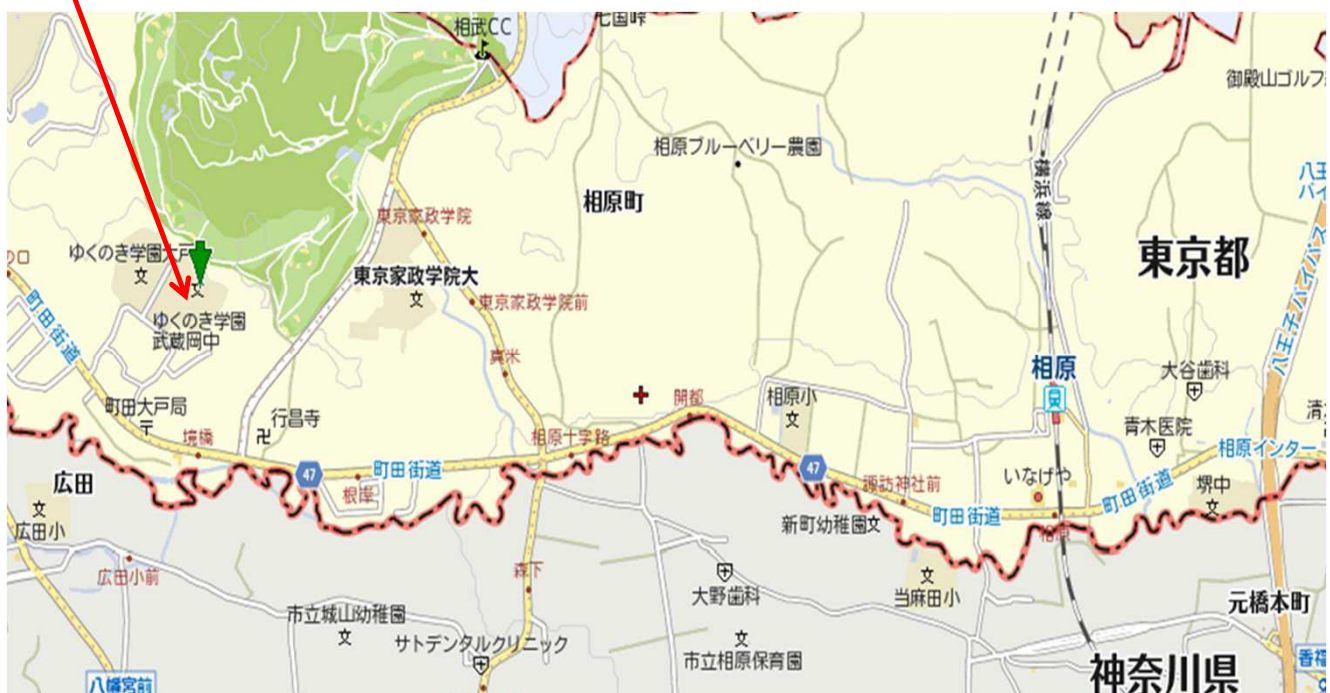 相武CC
七国峠
御殿山ゴルフ
相原ブルーベリー農園
横浜線
八王
バイ
相原町
東京家政学院
東京都
ゆくのき学園大戸
東京家政学院大
東京家政学院前
八王子バイパス
町田街道
ゆくのき学園
武蔵岡中
真米
相原
大谷歯科
開都
相原小
町田大戸局
行昌寺
青木医院
境橋
相原十字路
相原インター
47
町田街道
47
広田
根岸
諏訪神社前
いなげや
町田街道
堺中
広田小
新町幼稚園
町田街道
相原
広田小前
森下
大野歯科
当麻田小
元橋本町
市立城山幼稚園
サトデンタルクリニック
市立相原保育園
神奈川県
香福
八幡宮前